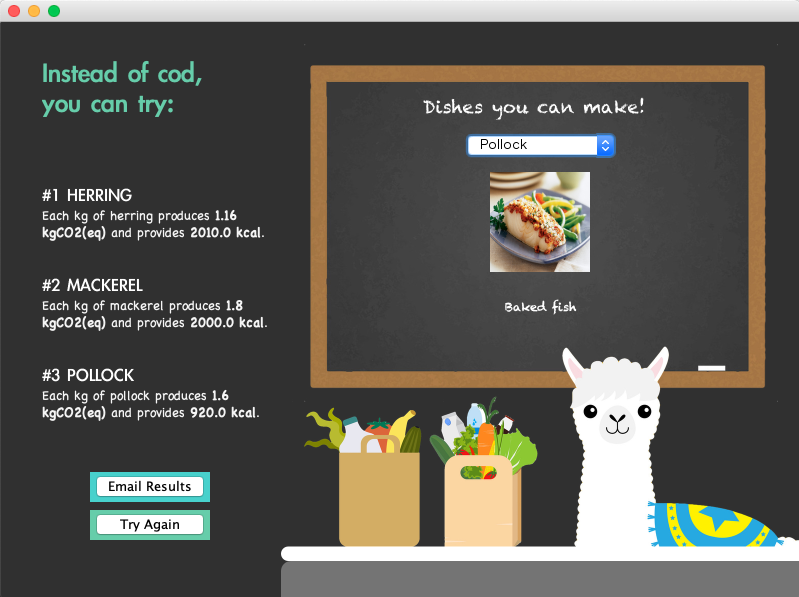 Instead of cod,
you can try:
#1 HERRING
Each kg of herring produces 1.16
kgCO2(eq) and provides 2010.0 kcal.
#2 MACKEREL
Each kg of mackerel produces 1.8
kgCO2(eq) and provides 2000.0 kcal.
#3 POLLOCK
Each kg of pollock produces 1.6
kgCO2(eq) and provides 920.0 kcal.
Email Results
Try Again
Dishes you can make!
Pollock
Baked fish